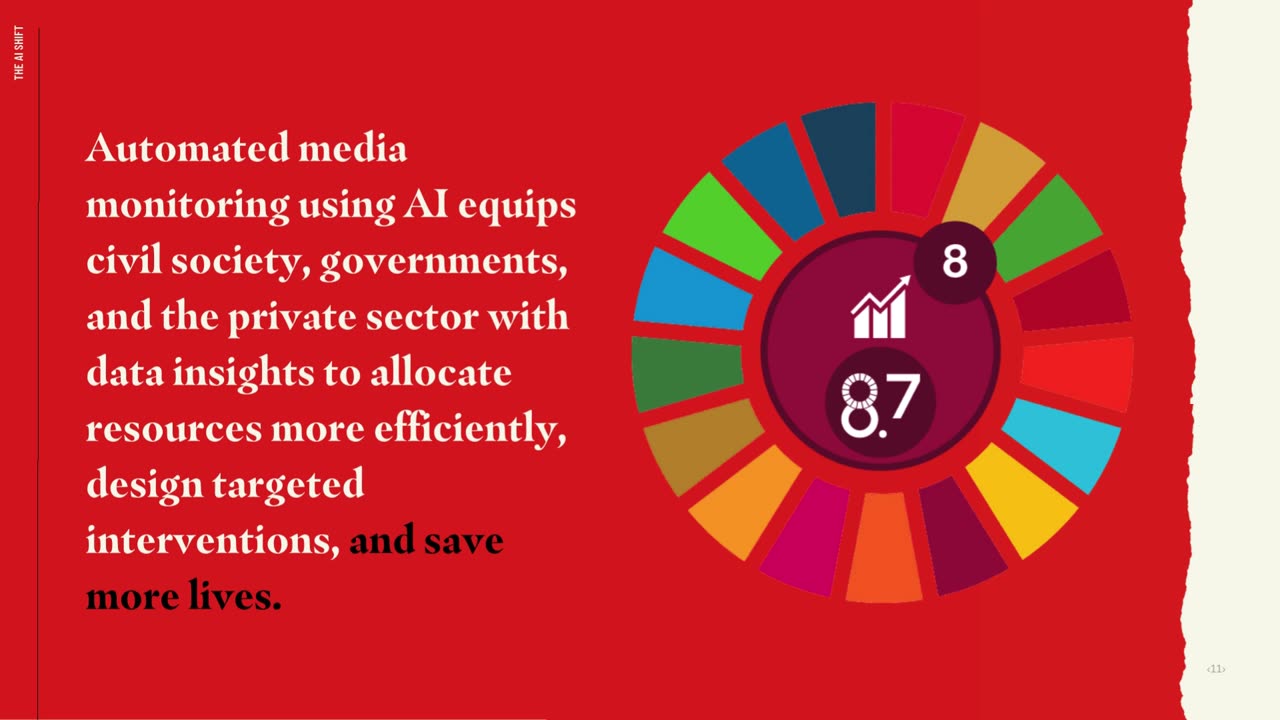 THE AI SHIFT
Automated media
monitoring using AI equips
civil society, governments,
and the private sector with
data insights to allocate
resources more efficiently,
design targeted
interventions, and save
more lives.
8
8.7
‹11›